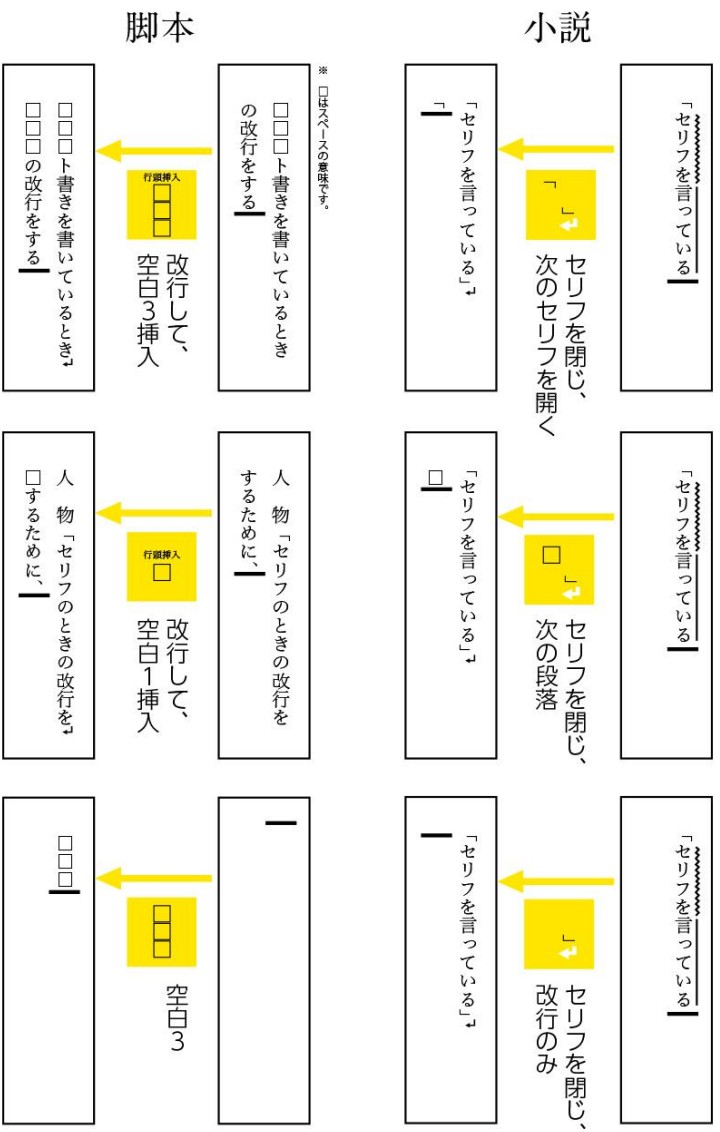 小説
「セリフを言っている
「 」↵
セリフを閉じ、
次のセリフを開く
「セリフを言っている」↵
「
「セリフを言っている
□ 」↵
セリフを閉じ、
次の段落
「セリフを言っている」↵
□
「セリフを言っている
」↵
セリフを閉じ、
改行のみ
「セリフを言っている」↵
脚本
※ □はスペースの意味です。
□□□ト書きを書いているとき
の改行をする
行頭挿入
□□□
改行して、
空白3挿入
□□□ト書きを書いているとき↵
□□□の改行をする
人 物「セリフのときの改行を
するために、
行頭挿入
□
改行して、
空白1挿入
人 物「セリフのときの改行を↵
□するために、
□□□
空白3
□□□